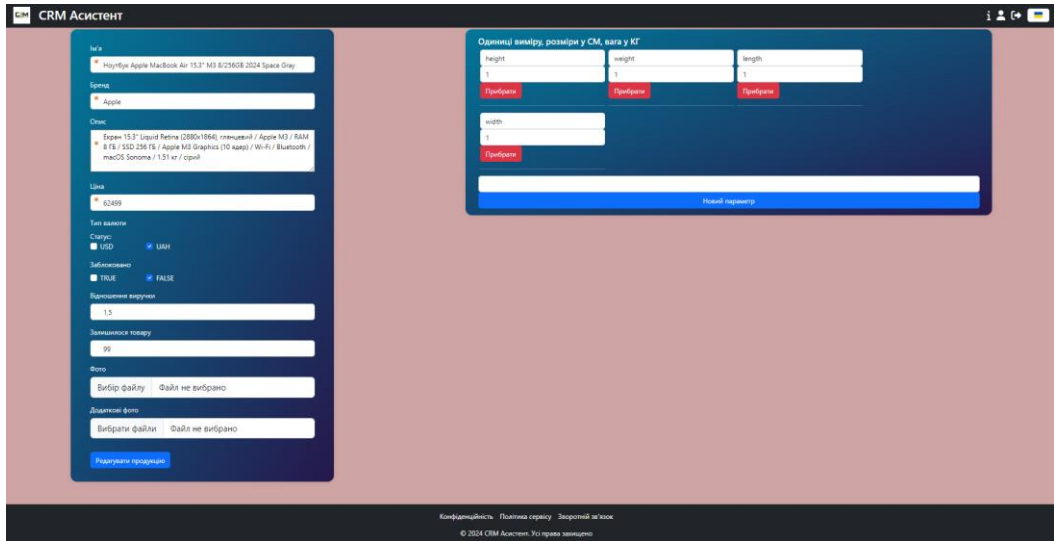 CRM
CRM Асистент
Ім'я
* Ноутбук Apple MacBook Air 15.3" M3 8/256GB 2024 Space Gray
Бренд
* Apple
Опис
* Екран 15.3" Liquid Retina (2880x1864), глянцевий / Apple M3 / RAM
8 ГБ / SSD 256 ГБ / Apple M3 Graphics (10 ядер) / Wi-Fi / Bluetooth /
macOS Sonoma / 1.51 кг / сірий
Ціна
* 62499
Тип валюти
Статус:
USD UAH
Заблоковано
TRUE FALSE
Відношення виручки
1,5
Залишилося товару
99
Фото
Вибір файлу Файл не вибрано
Додаткові фото
Вибрати файли Файл не вибрано
Редагувати продукцію
Одиниці виміру, розміри у СМ, вага у КГ
height weight length
1 1 1
Прибрати Прибрати Прибрати
width
1
Прибрати
Новий параметр
Конфіденційність Політика сервісу Зворотній зв'язок
© 2024 CRM Асистент. Усі права захищено